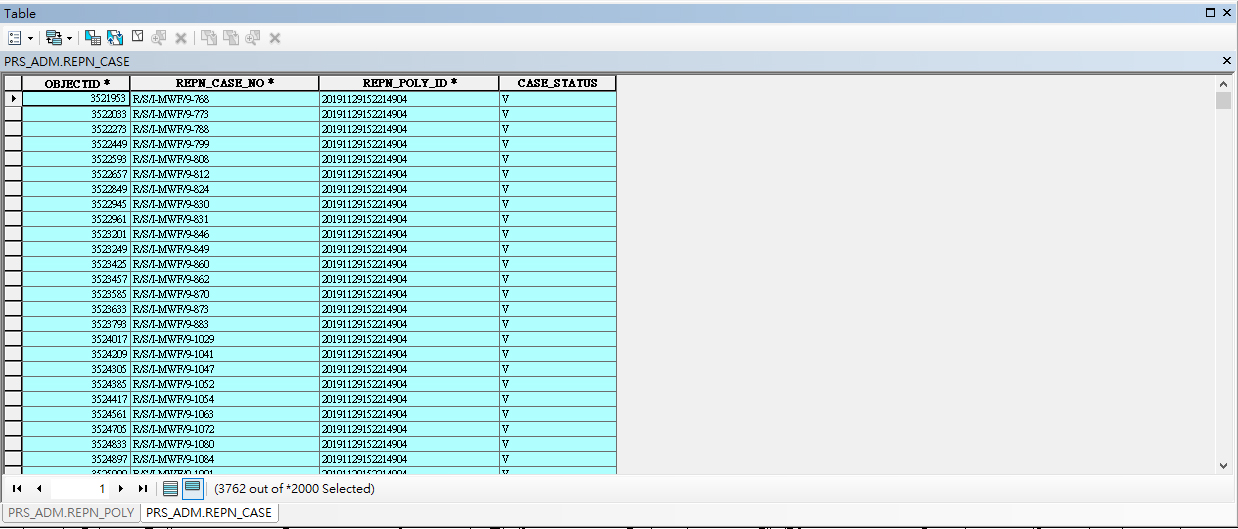 Table
PRS_ADM.REPN_CASE
OBJECTID * REPN_CASE_NO * REPN_POLY_ID * CASE_STATUS
3521953 R/S/I-MWF/9-768 20191129152214904 V
3522033 R/S/I-MWF/9-773 20191129152214904 V
3522273 R/S/I-MWF/9-788 20191129152214904 V
3522449 R/S/I-MWF/9-799 20191129152214904 V
3522593 R/S/I-MWF/9-808 20191129152214904 V
3522657 R/S/I-MWF/9-812 20191129152214904 V
3522849 R/S/I-MWF/9-824 20191129152214904 V
3522945 R/S/I-MWF/9-830 20191129152214904 V
3522961 R/S/I-MWF/9-831 20191129152214904 V
3523201 R/S/I-MWF/9-846 20191129152214904 V
3523249 R/S/I-MWF/9-849 20191129152214904 V
3523425 R/S/I-MWF/9-860 20191129152214904 V
3523457 R/S/I-MWF/9-862 20191129152214904 V
3523585 R/S/I-MWF/9-870 20191129152214904 V
3523633 R/S/I-MWF/9-873 20191129152214904 V
3523793 R/S/I-MWF/9-883 20191129152214904 V
3524017 R/S/I-MWF/9-1029 20191129152214904 V
3524209 R/S/I-MWF/9-1041 20191129152214904 V
3524305 R/S/I-MWF/9-1047 20191129152214904 V
3524385 R/S/I-MWF/9-1052 20191129152214904 V
3524417 R/S/I-MWF/9-1054 20191129152214904 V
3524561 R/S/I-MWF/9-1063 20191129152214904 V
3524705 R/S/I-MWF/9-1072 20191129152214904 V
3524833 R/S/I-MWF/9-1080 20191129152214904 V
3524897 R/S/I-MWF/9-1084 20191129152214904 V
R/S/I-MWF/9-1091 20191129152214904 V
1 (3762 out of *2000 Selected)
PRS_ADM.REPN_POLY PRS_ADM.REPN_CASE